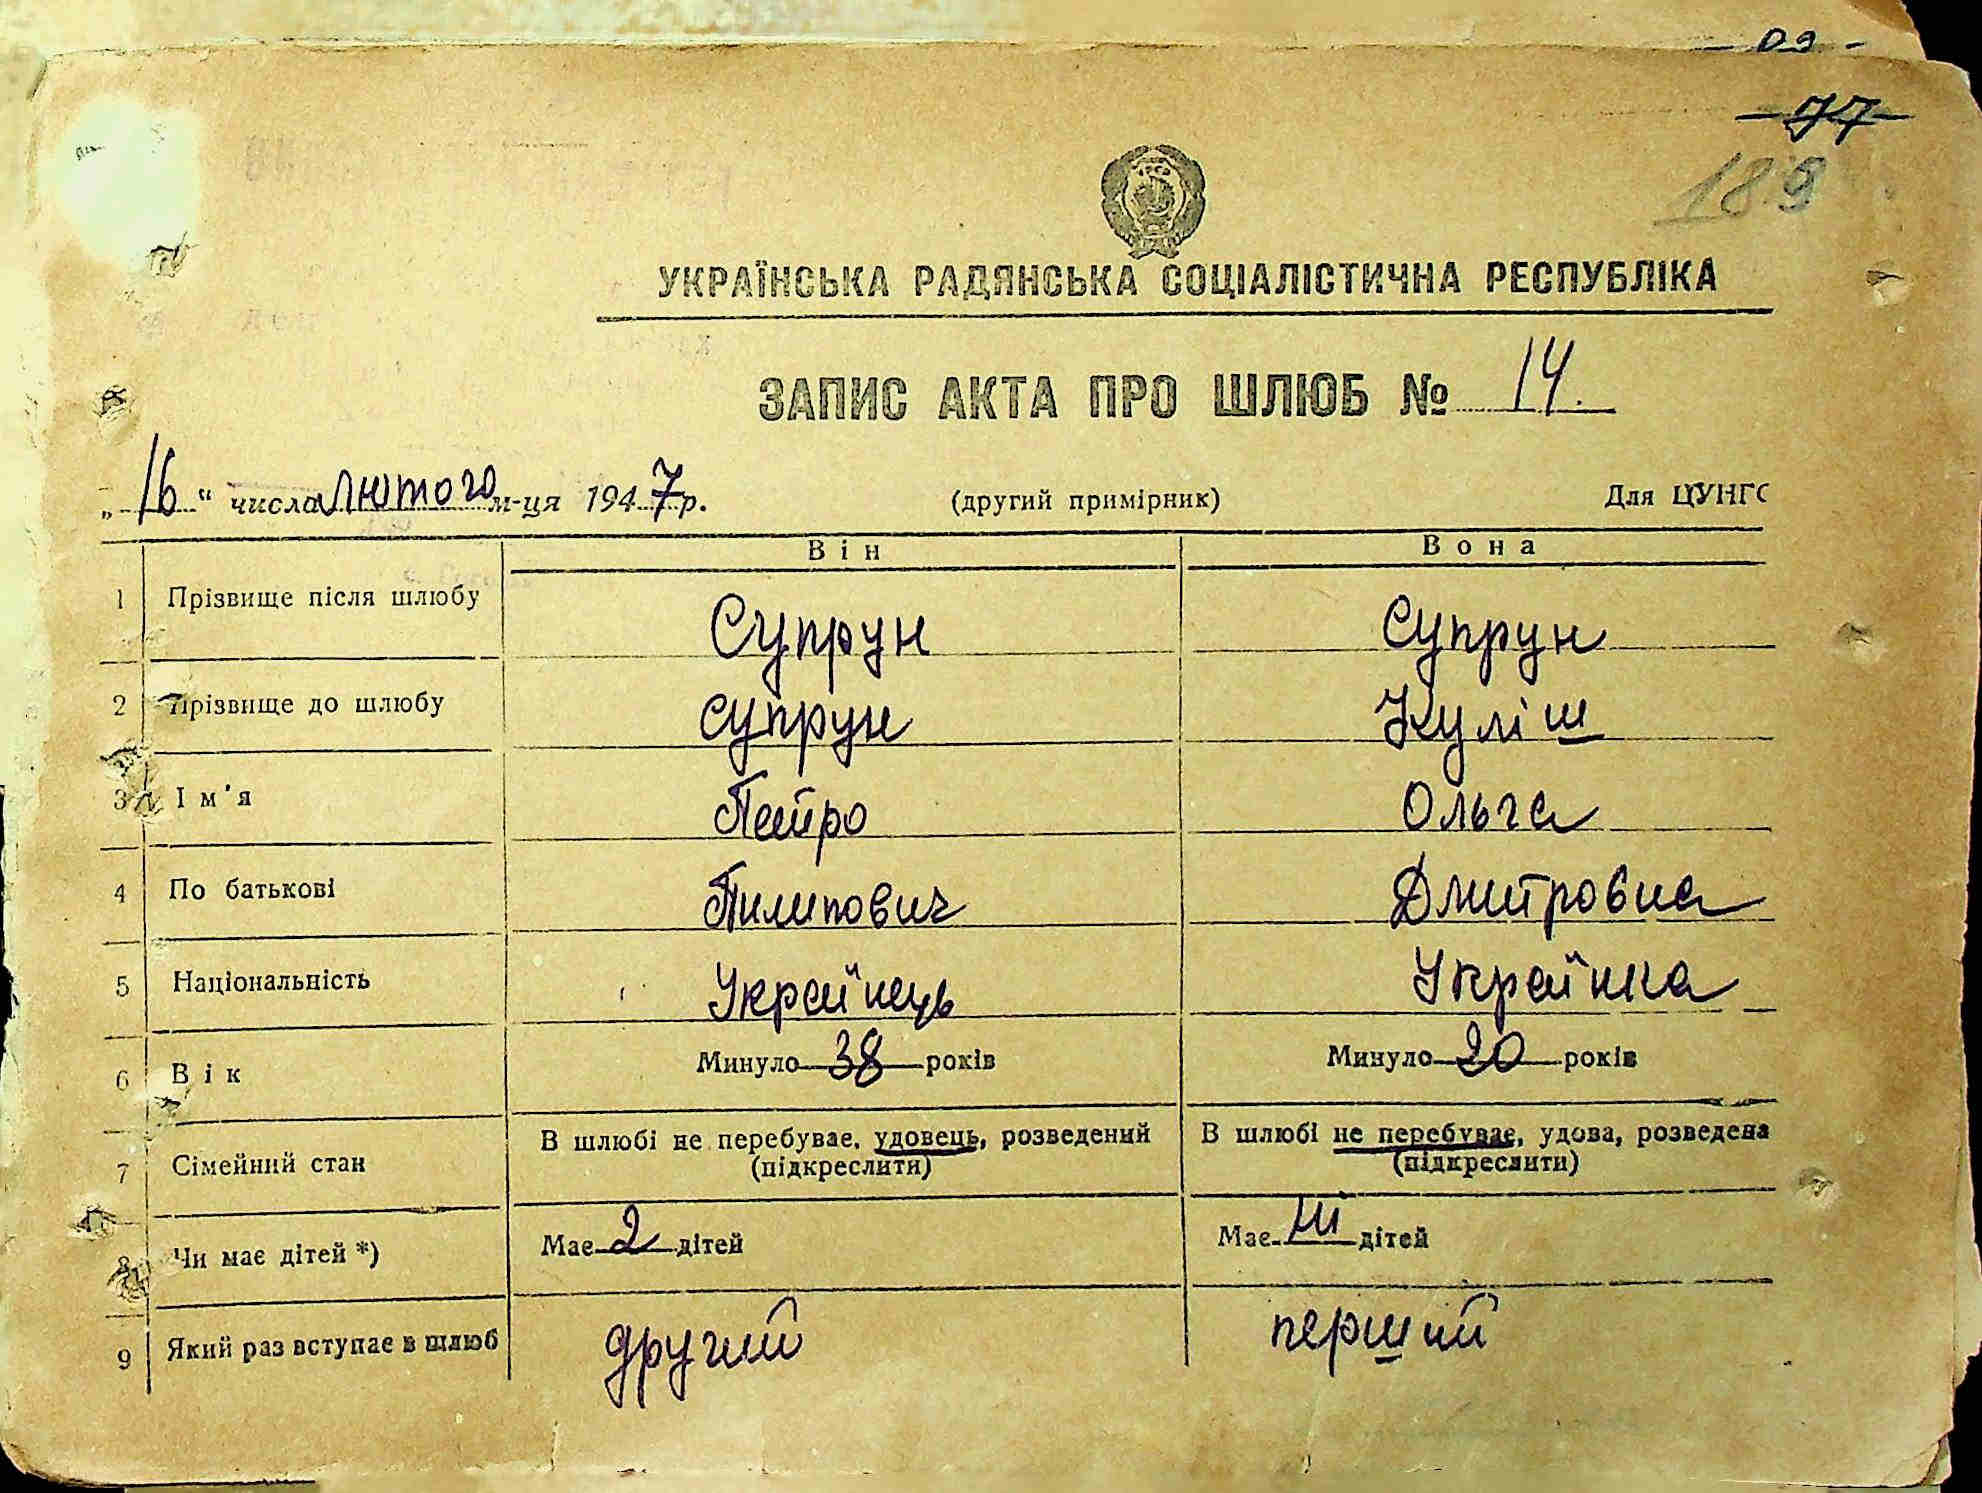 - 77 -
189
УКРАЇНСЬКА РАДЯНСЬКА СОЦІАЛІСТИЧНА РЕСПУБЛІКА
ЗАПИС АКТА ПРО ШЛЮБ № 14.
„16“ числа лютого м-ця 1947 р. (другий примірник) Для ЦУНГС
Він Вона
1 Прізвище після шлюбу Супрун Супрун
2 Прізвище до шлюбу Супрун Куліш
3 Ім'я Петро Ольга
4 По батькові Пилипович Дмитровна
5 Національність Українець Українка
6 Вік Минуло 38 років Минуло 20 років
7 Сімейний стан В шлюбі не перебуває, удовець, розведений В шлюбі не перебуває, удова, розведена
(підкреслити) (підкреслити)
8 Чи має дітей *) Має 2 дітей Має ні дітей
9 Який раз вступає в шлюб другий перший